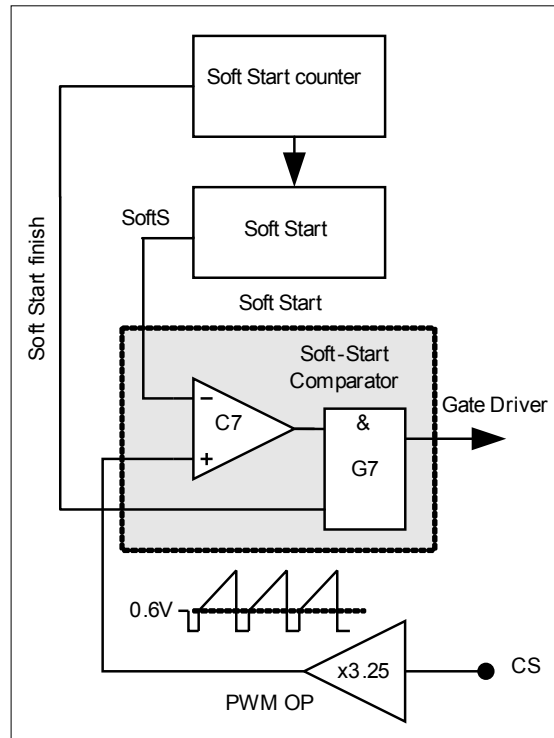 Soft Start counter
SoftS
Soft Start
Soft Start finish
Soft Start
Soft-Start
Comparator
Gate Driver
−
C7
+
&
G7
0.6V
x3.25
CS
PWM OP